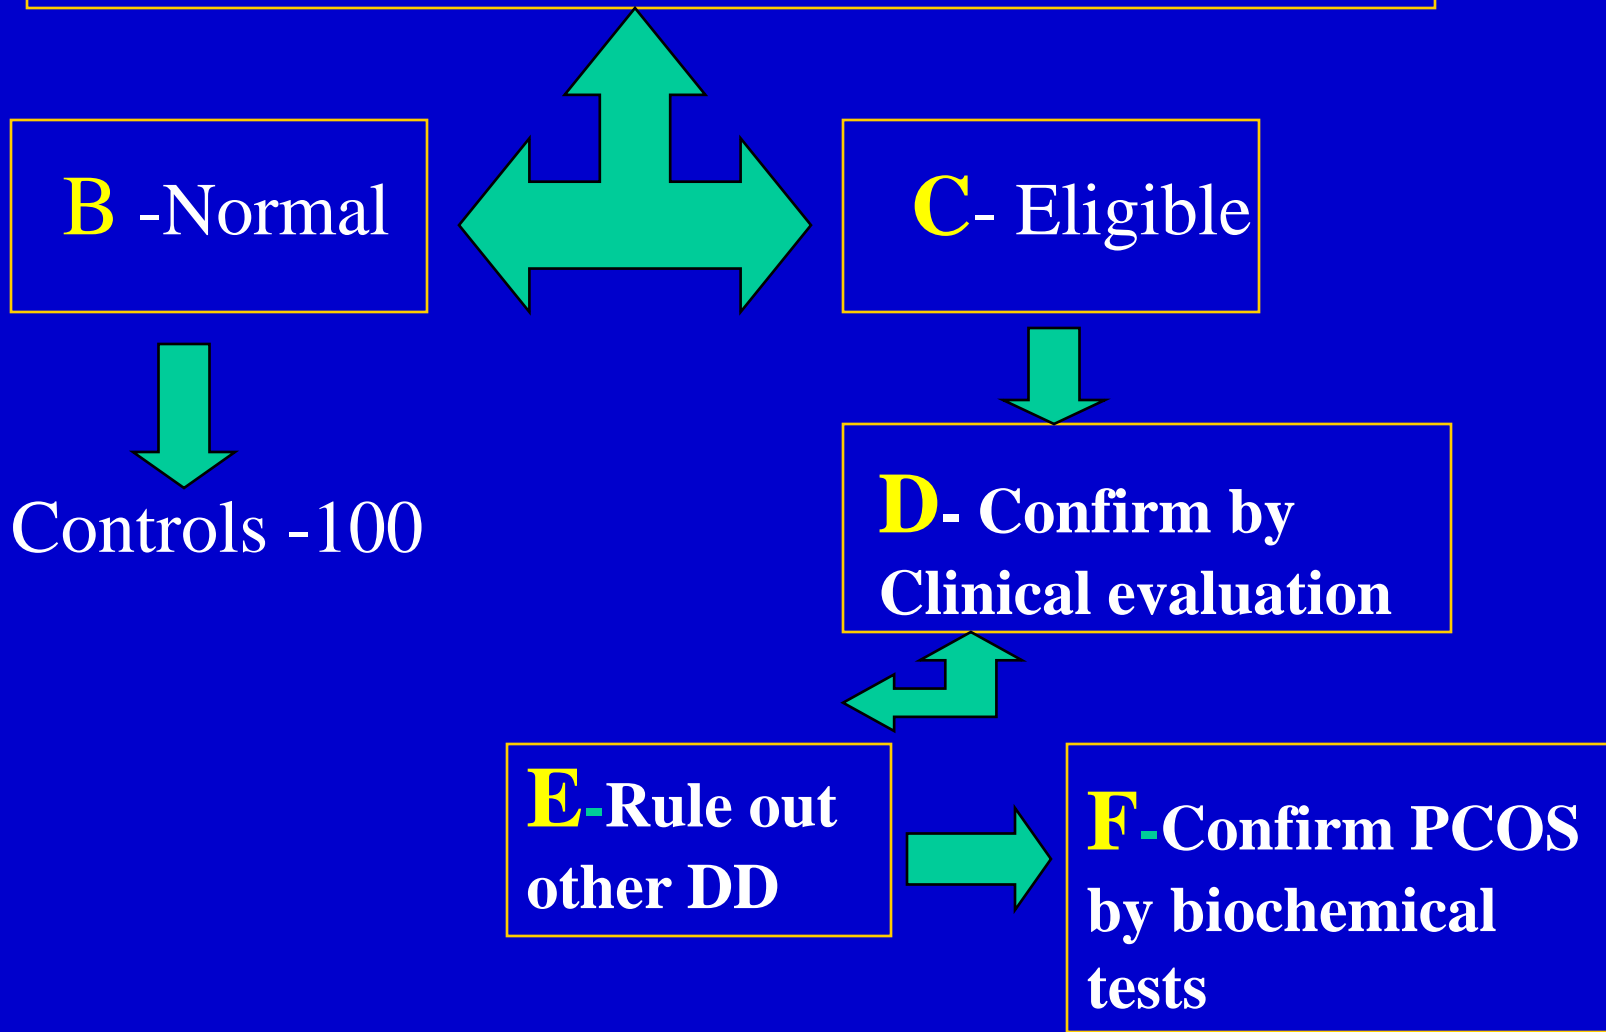 B -Normal
C- Eligible
Controls -100
D- Confirm by
Clinical evaluation
E-Rule out
other DD
F-Confirm PCOS
by biochemical
tests